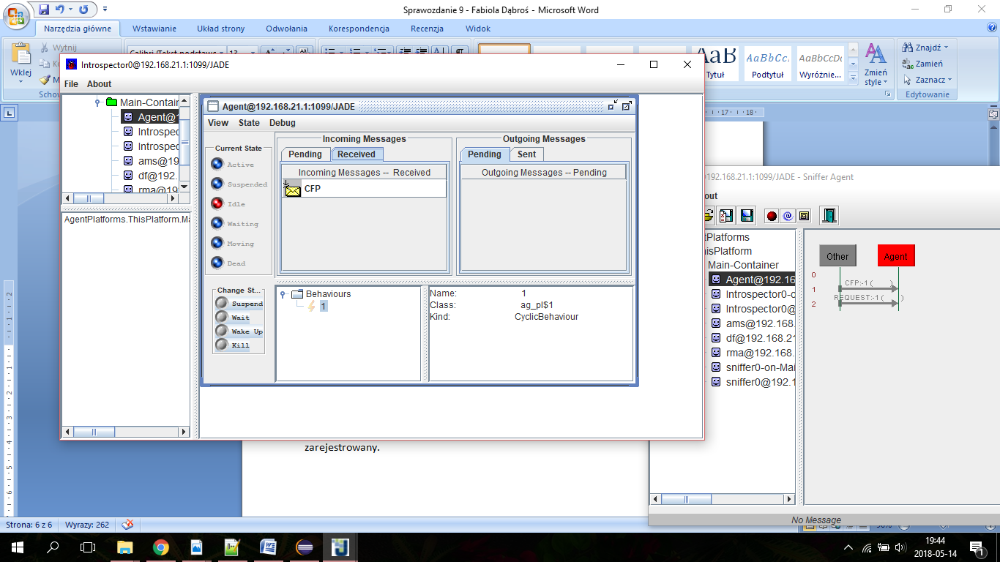 Sprawozdanie 9 - Fabiola Dąbroś - Microsoft Word
Narzędzia główne
Wstawianie
Układ strony
Odwołania
Korespondencja
Recenzja
Widok
Wklej
Wytnij
AaB
AaBbCc.
AaBbCcDc
Tytuł
Podtytuł
Wyróżnie...
Zmień
style
Znajdź
Zamień
Zaznacz
Edytowanie
Introspector0@192.168.21.1:1099/JADE
File About
Main-Container
Agent@1
Introspec
Introspec
ams@19
df@192.
rma@19
AgentPlatforms.ThisPlatform.Ma
Agent@192.168.21.1:1099/JADE
View State Debug
Current State
Active
Suspended
Idle
Waiting
Moving
Dead
Change St...
Suspend
Wait
Wake Up
Kill
Incoming Messages
Pending Received
Incoming Messages -- Received
CFP
Outgoing Messages
Pending Sent
Outgoing Messages -- Pending
Behaviours
1
Name: 1
Class: ag_pl$1
Kind: CyclicBehaviour
17 18
192.168.21.1:1099/JADE - Sniffer Agent
out
tPlatforms
isPlatform
Main-Container
Agent@192.16
Introspector0-o
Introspector0@
ams@192.168.
df@192.168.21
rma@192.168.
sniffer0-on-Mai
sniffer0@192.1
Other Agent
0
CFP:-1 ( )
1
REQUEST:-1 ( )
2
No Message
zarejestrowany.
Strona: 6 z 6 Wyrazy: 262
19:44
2018-05-14
1